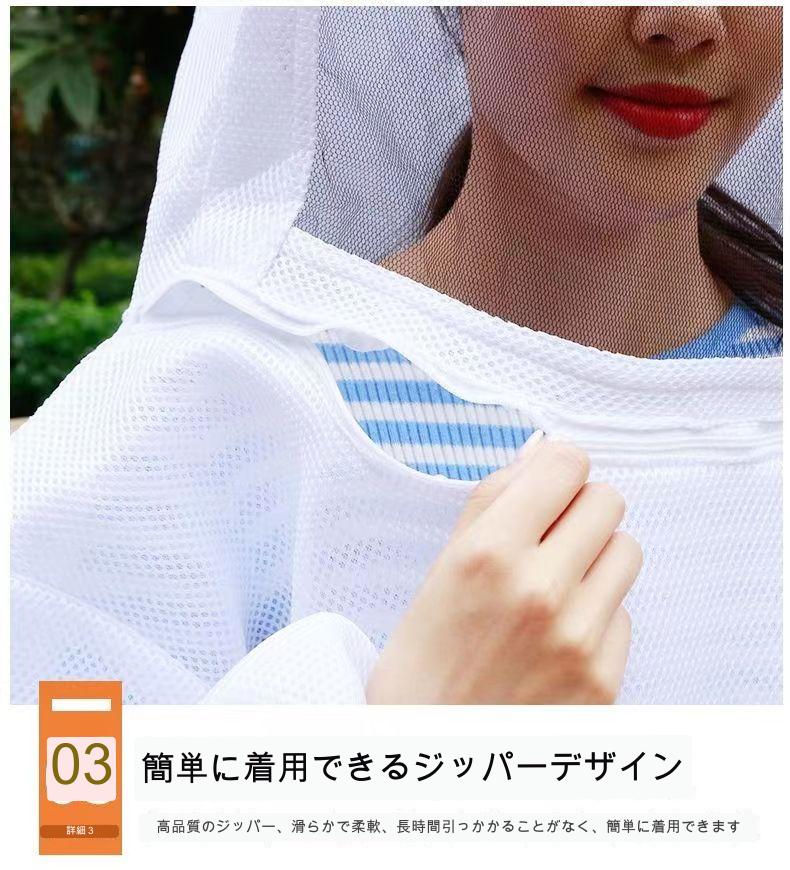 03
簡単に着用できるジッパーデザイン
詳細3
高品質のジッパー、滑らかで柔軟、長時間引っかかることがなく、簡単に着用できます